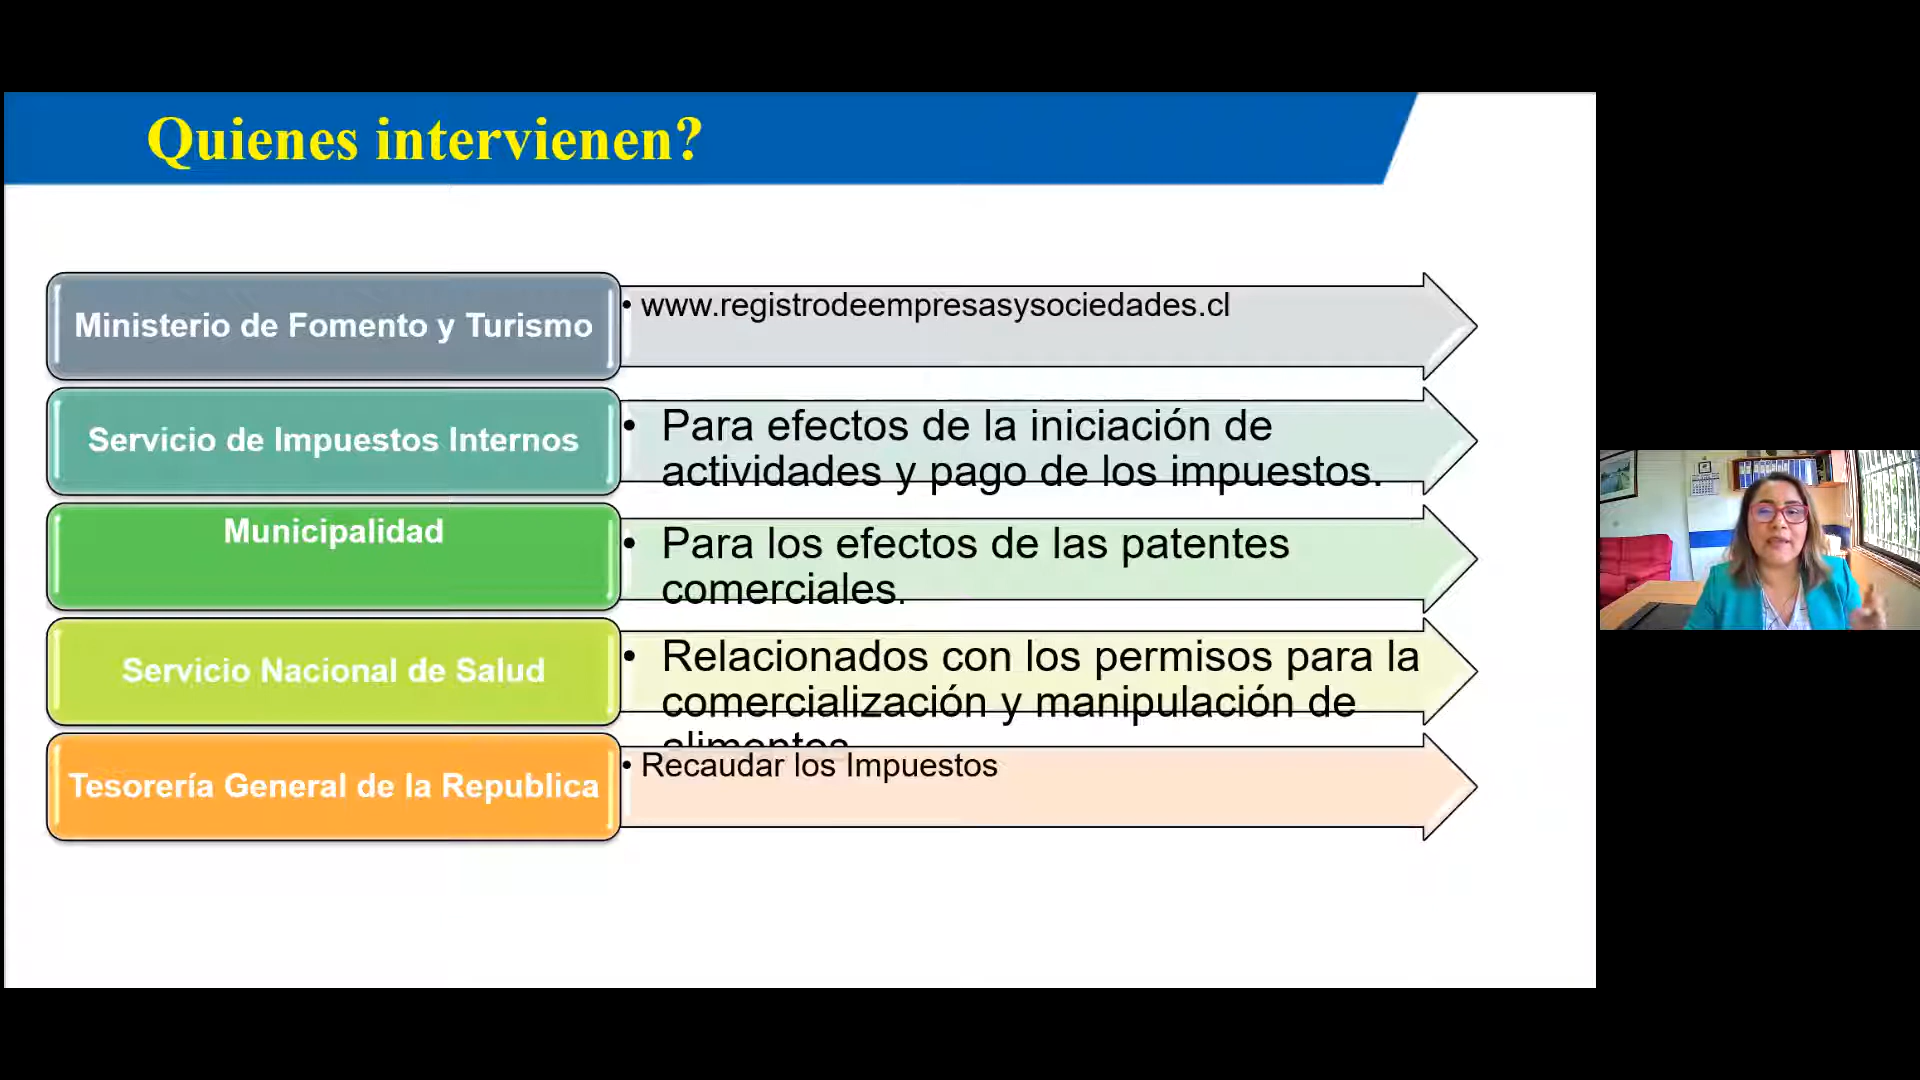 Quienes intervienen?
Ministerio de Fomento y Turismo
• www.registrodeempresasysociedades.cl
Servicio de Impuestos Internos
• Para efectos de la iniciación de
actividades y pago de los impuestos.
Municipalidad
• Para los efectos de las patentes
comerciales.
Servicio Nacional de Salud
• Relacionados con los permisos para la
comercialización y manipulación de
alimentos
Tesorería General de la Republica
• Recaudar los Impuestos